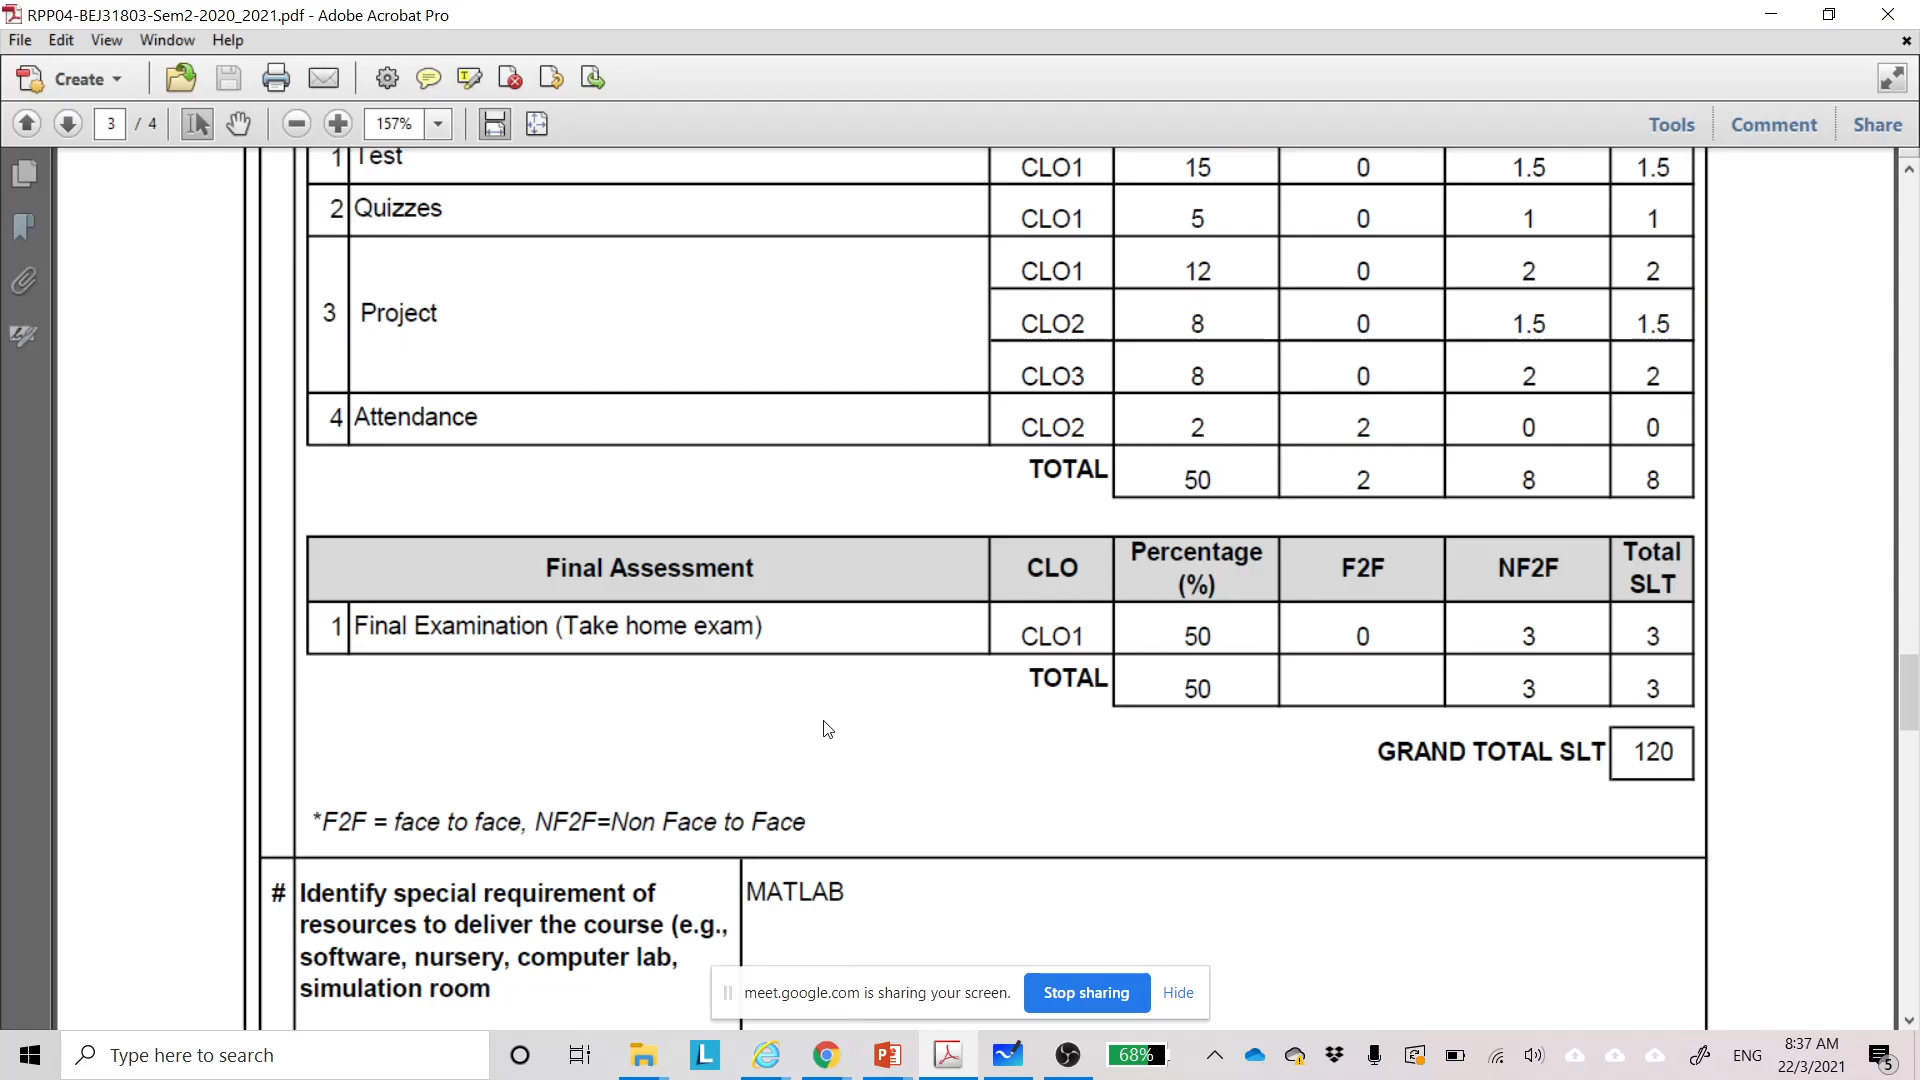 RPP04-BEJ31803-Sem2-2020_2021.pdf - Adobe Acrobat Pro
File Edit View Window Help
Create
3 / 4 157% Tools Comment Share
1 Test CLO1 15 0 1.5 1.5
2 Quizzes CLO1 5 0 1 1
CLO1 12 0 2 2
3 Project CLO2 8 0 1.5 1.5
CLO3 8 0 2 2
4 Attendance CLO2 2 2 0 0
TOTAL 50 2 8 8
Final Assessment CLO Percentage (%) F2F NF2F Total SLT
1 Final Examination (Take home exam) CLO1 50 0 3 3
TOTAL 50 3 3
GRAND TOTAL SLT 120
*F2F = face to face, NF2F=Non Face to Face
# Identify special requirement of MATLAB
resources to deliver the course (e.g.,
software, nursery, computer lab,
simulation room
meet.google.com is sharing your screen. Stop sharing Hide
Type here to search 68% ENG 8:37 AM
22/3/2021 5